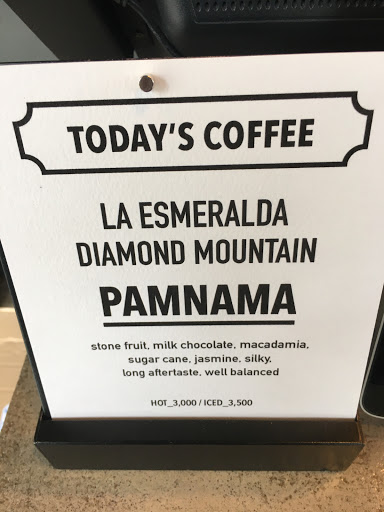 TODAY'S COFFEE
LA ESMERALDA
DIAMOND MOUNTAIN
PAMNAMA
stone fruit, milk chocolate, macadamia,
sugar cane, jasmine, silky,
long aftertaste, well balanced
HOT_3,000 / ICED_3,500